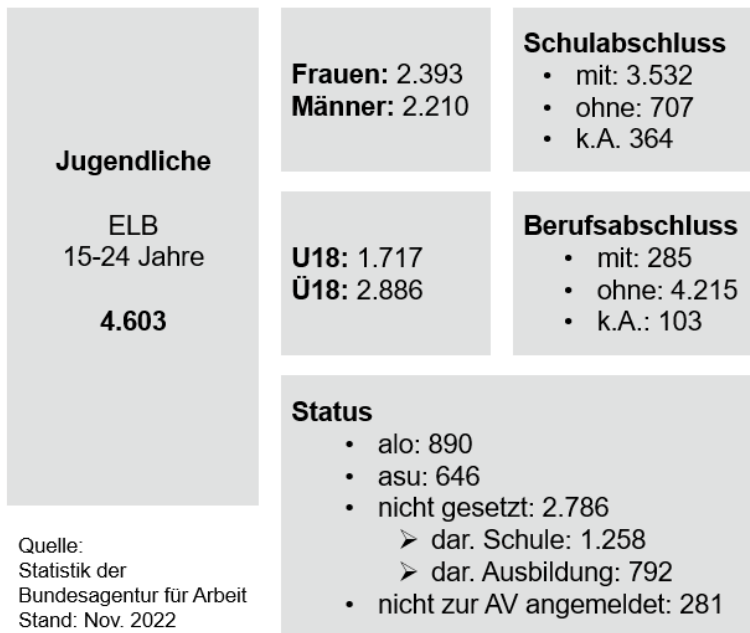 Jugendliche
ELB
15-24 Jahre
4.603
Frauen: 2.393
Männer: 2.210
Schulabschluss
• mit: 3.532
• ohne: 707
• k.A. 364
U18: 1.717
Ü18: 2.886
Berufsabschluss
• mit: 285
• ohne: 4.215
• k.A.: 103
Status
• alo: 890
• asu: 646
• nicht gesetzt: 2.786
➢ dar. Schule: 1.258
➢ dar. Ausbildung: 792
• nicht zur AV angemeldet: 281
Quelle:
Statistik der
Bundesagentur für Arbeit
Stand: Nov. 2022